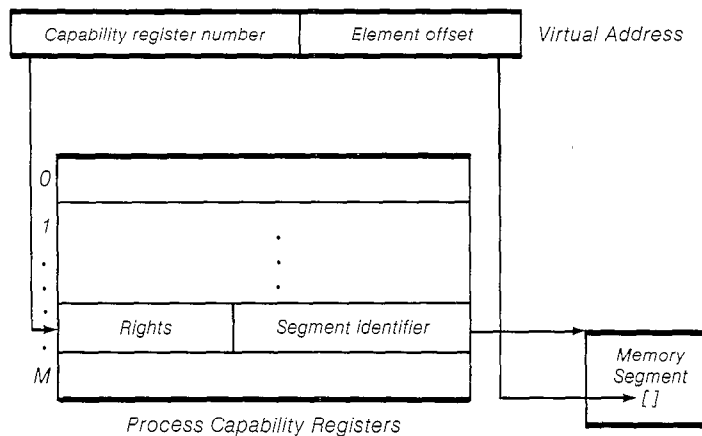 Capability register number Element offset Virtual Address
0
1
Rights Segment identifier
M
Memory
Segment
[ ]
Process Capability Registers